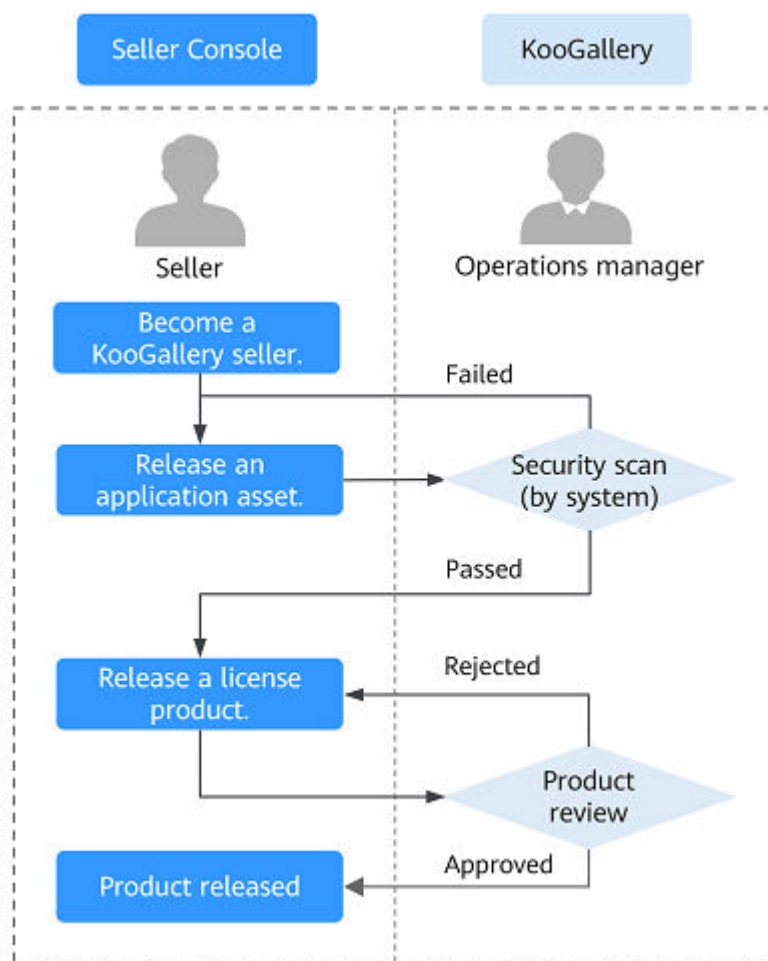 Seller Console
KooGallery
Seller
Operations manager
Become a
KooGallery seller.
Failed
Release an
application asset.
Security scan
(by system)
Passed
Release a license
product.
Rejected
Product
review
Approved
Product released